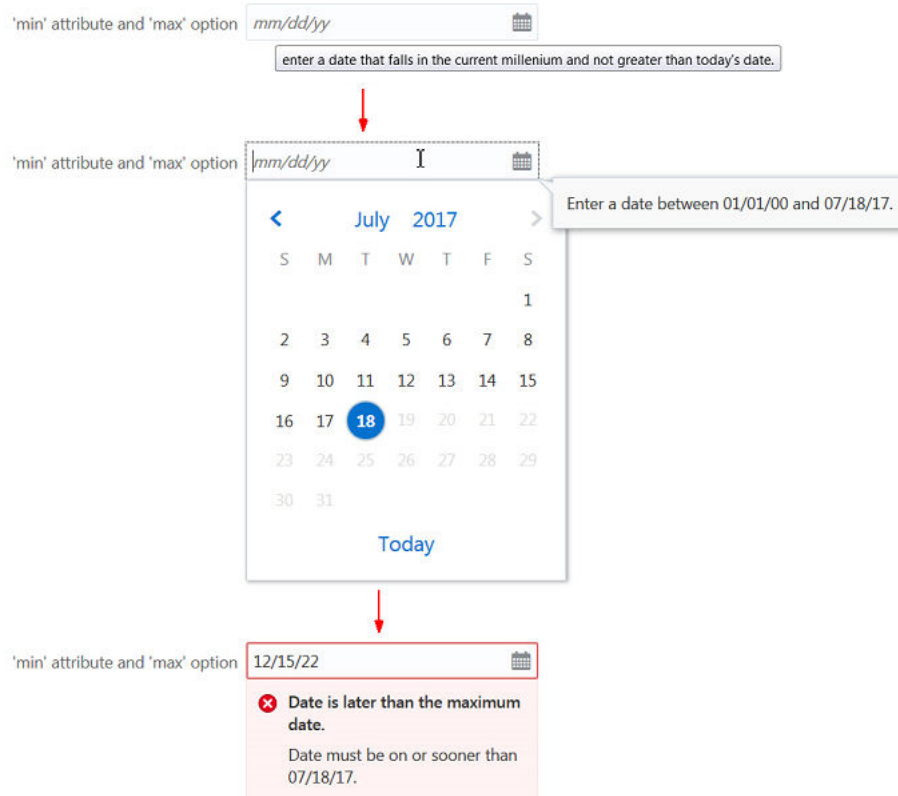 'min' attribute and 'max' option mm/dd/yy
enter a date that falls in the current millenium and not greater than today's date.
'min' attribute and 'max' option mm/dd/yy
Enter a date between 01/01/00 and 07/18/17.
July 2017
S M T W T F S
1
2 3 4 5 6 7 8
9 10 11 12 13 14 15
16 17 18 19 20 21 22
23 24 25 26 27 28 29
30 31
Today
'min' attribute and 'max' option 12/15/22
Date is later than the maximum
date.
Date must be on or sooner than
07/18/17.